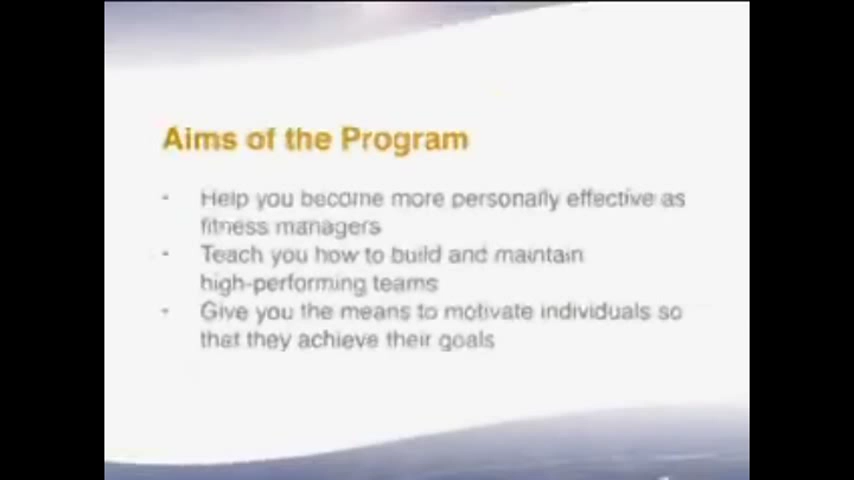 Aims of the Program
- Help you become more personally effective as
fitness managers
- Teach you how to build and maintain
high-performing teams
- Give you the means to motivate individuals so
that they achieve their goals